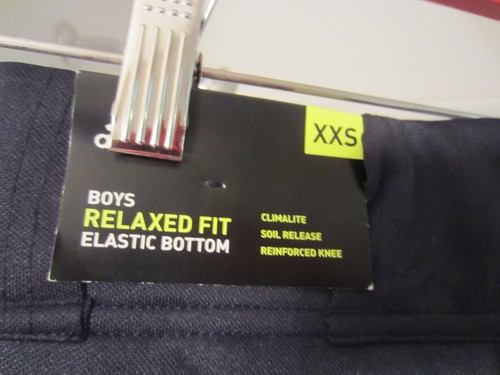 XXS
BOYS
RELAXED FIT
ELASTIC BOTTOM
CLIMALITE
SOIL RELEASE
REINFORCED KNEE